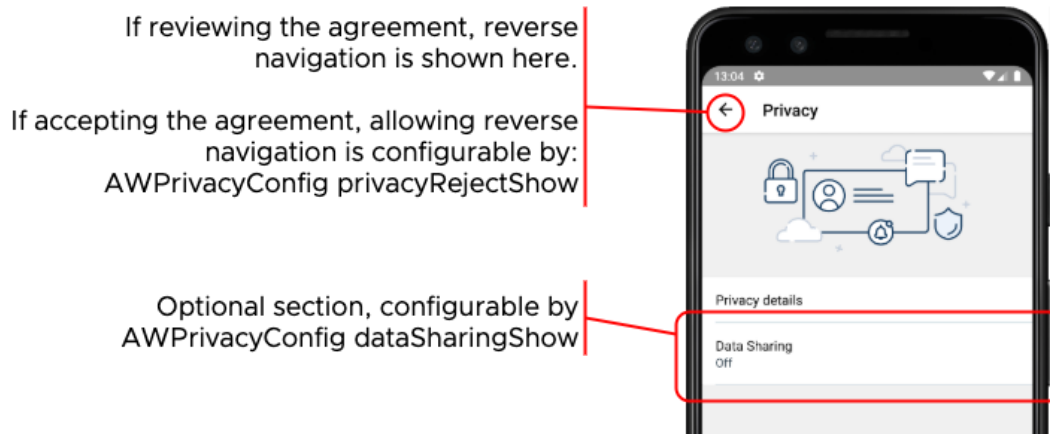 If reviewing the agreement, reverse
navigation is shown here.
If accepting the agreement, allowing reverse
navigation is configurable by:
AWPrivacyConfig privacyRejectShow
Optional section, configurable by
AWPrivacyConfig dataSharingShow
13:04
Privacy
Privacy details
Data Sharing
Off